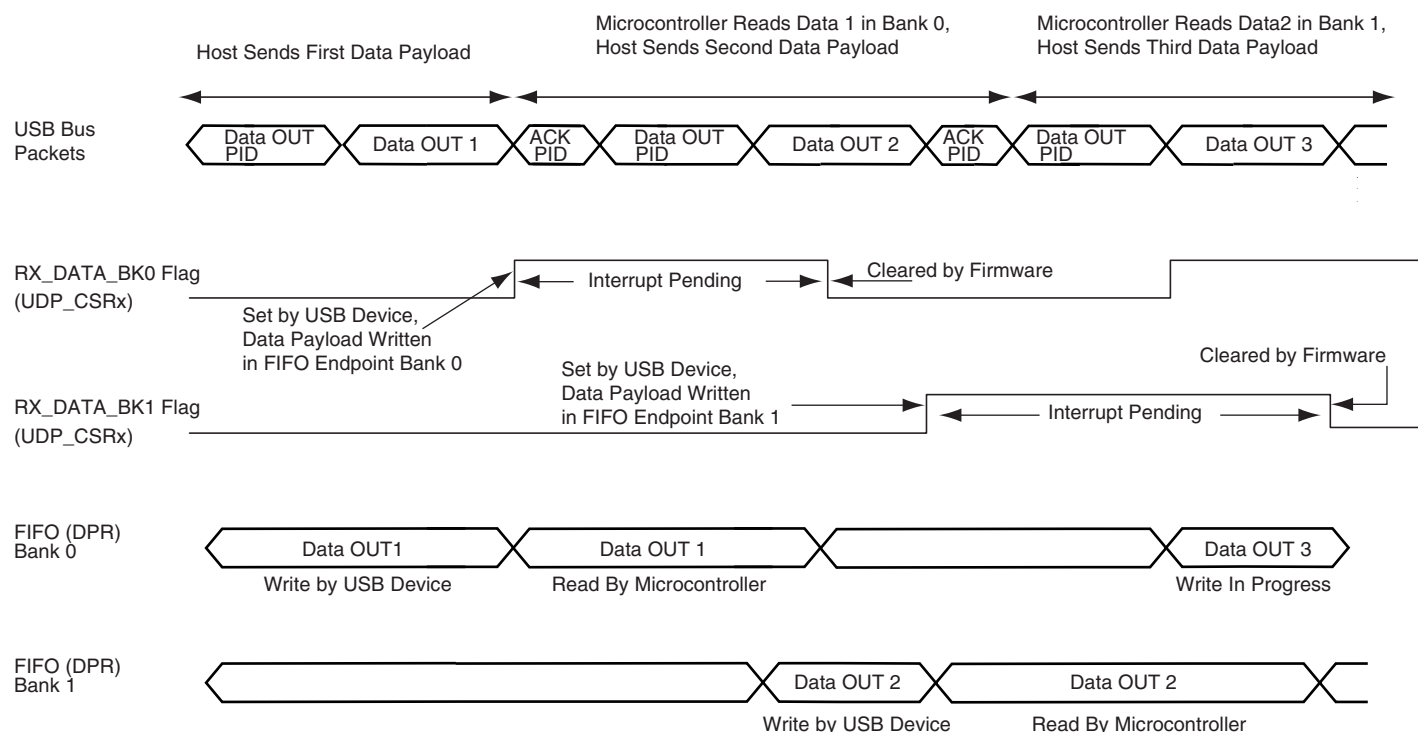 Microcontroller Reads Data 1 in Bank 0,
Host Sends Second Data Payload
Microcontroller Reads Data2 in Bank 1,
Host Sends Third Data Payload
Host Sends First Data Payload
USB Bus
Packets
Data OUT
PID
Data OUT 1
ACK
PID
Data OUT
PID
Data OUT 2
ACK
PID
Data OUT
PID
Data OUT 3
RX_DATA_BK0 Flag
(UDP_CSRx)
Interrupt Pending
Cleared by Firmware
Set by USB Device,
Data Payload Written
in FIFO Endpoint Bank 0
Cleared by Firmware
Set by USB Device,
Data Payload Written
in FIFO Endpoint Bank 1
RX_DATA_BK1 Flag
(UDP_CSRx)
Interrupt Pending
FIFO (DPR)
Bank 0
Data OUT1
Data OUT 1
Data OUT 3
Write by USB Device
Read By Microcontroller
Write In Progress
FIFO (DPR)
Bank 1
Data OUT 2
Data OUT 2
Write by USB Device
Read By Microcontroller